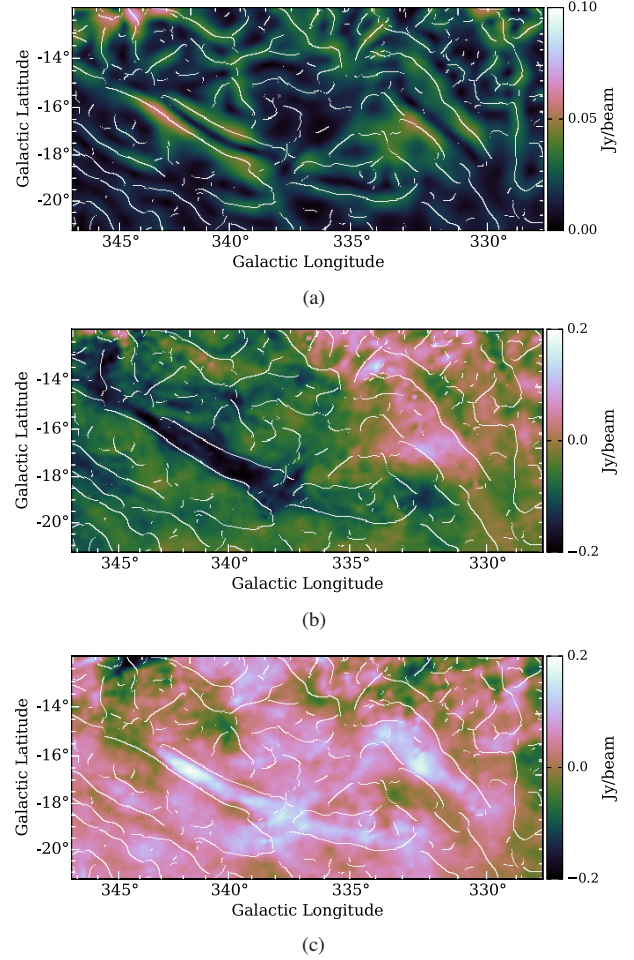 0.10
-14°
-16°
-18°
-20°
Galactic Latitude
0.05
Jy/beam
0.00
345° 340° 335° 330°
Galactic Longitude
(a)
0.2
-14°
-16°
-18°
-20°
Galactic Latitude
0.0
Jy/beam
−0.2
345° 340° 335° 330°
Galactic Longitude
(b)
0.2
-14°
-16°
-18°
-20°
Galactic Latitude
0.0
Jy/beam
−0.2
345° 340° 335° 330°
Galactic Longitude
(c)